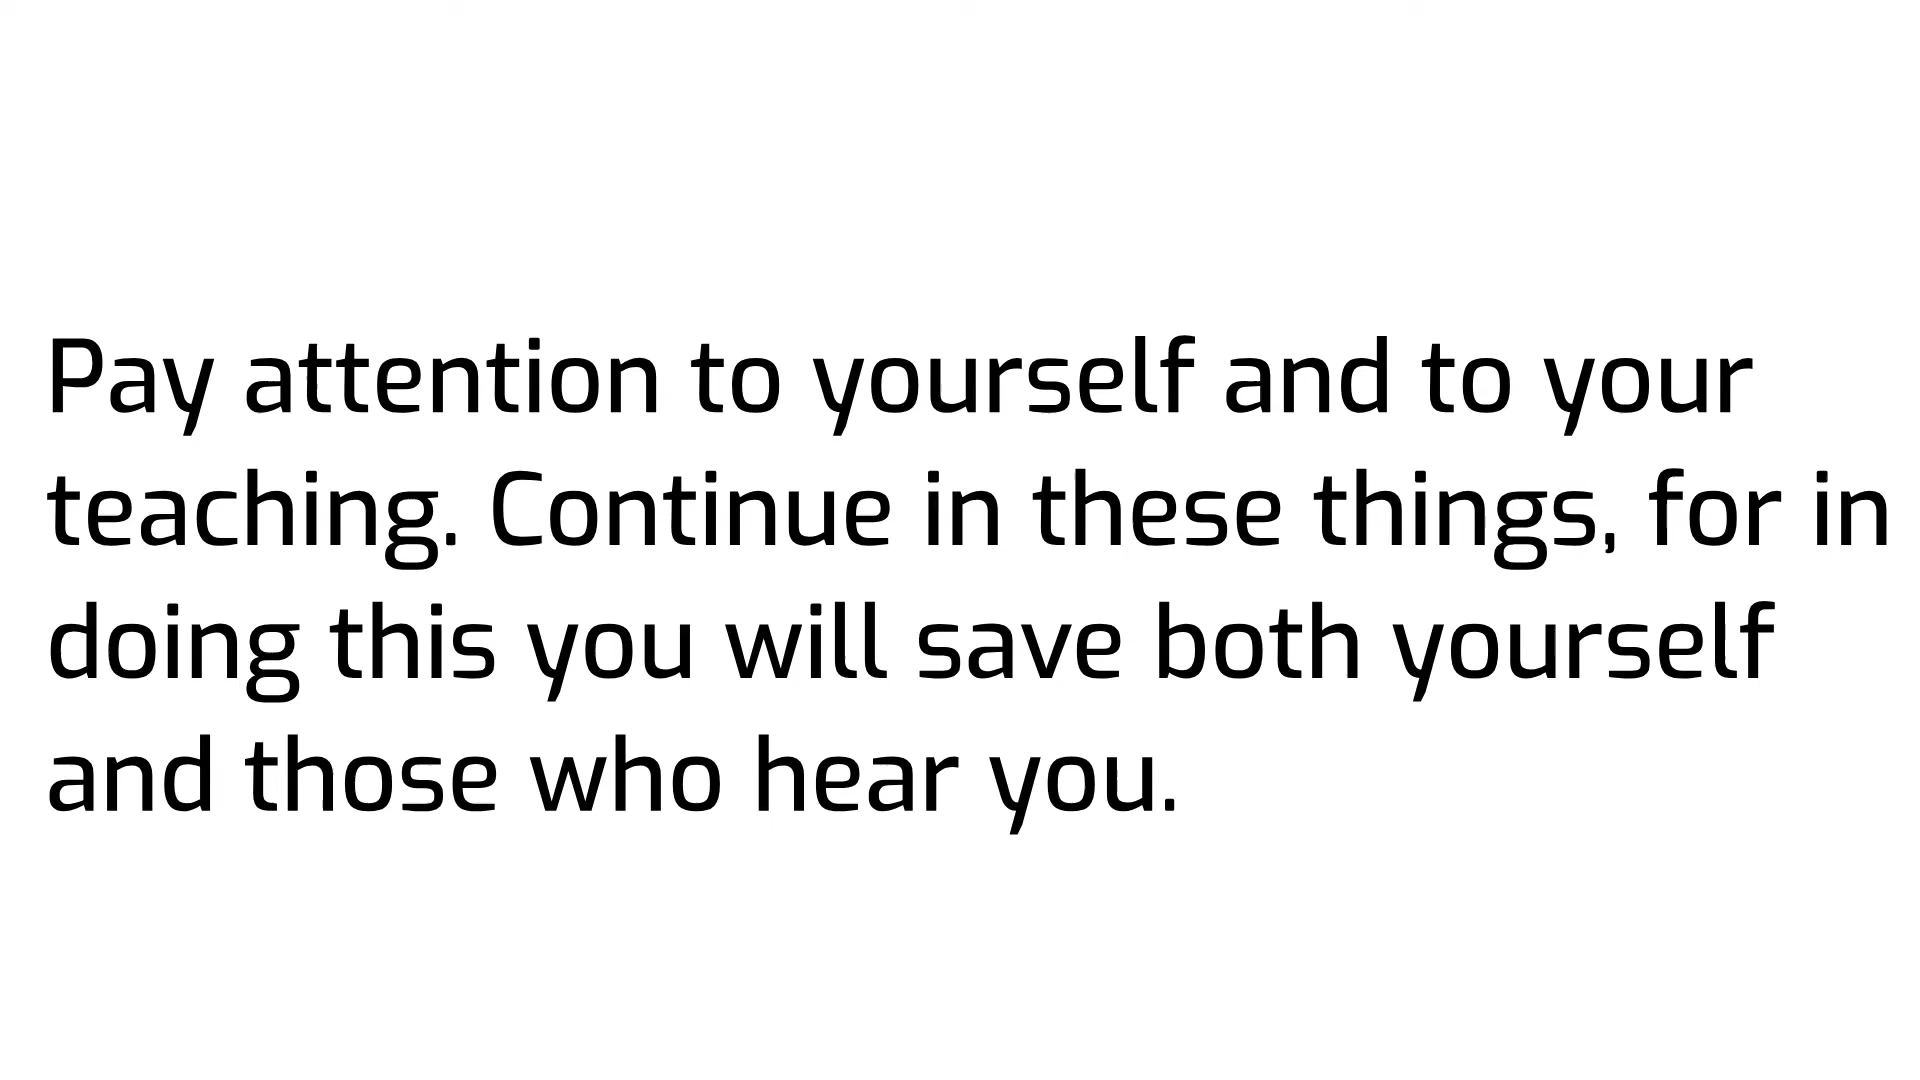 Pay attention to yourself and to your
teaching. Continue in these things, for in
doing this you will save both yourself
and those who hear you.